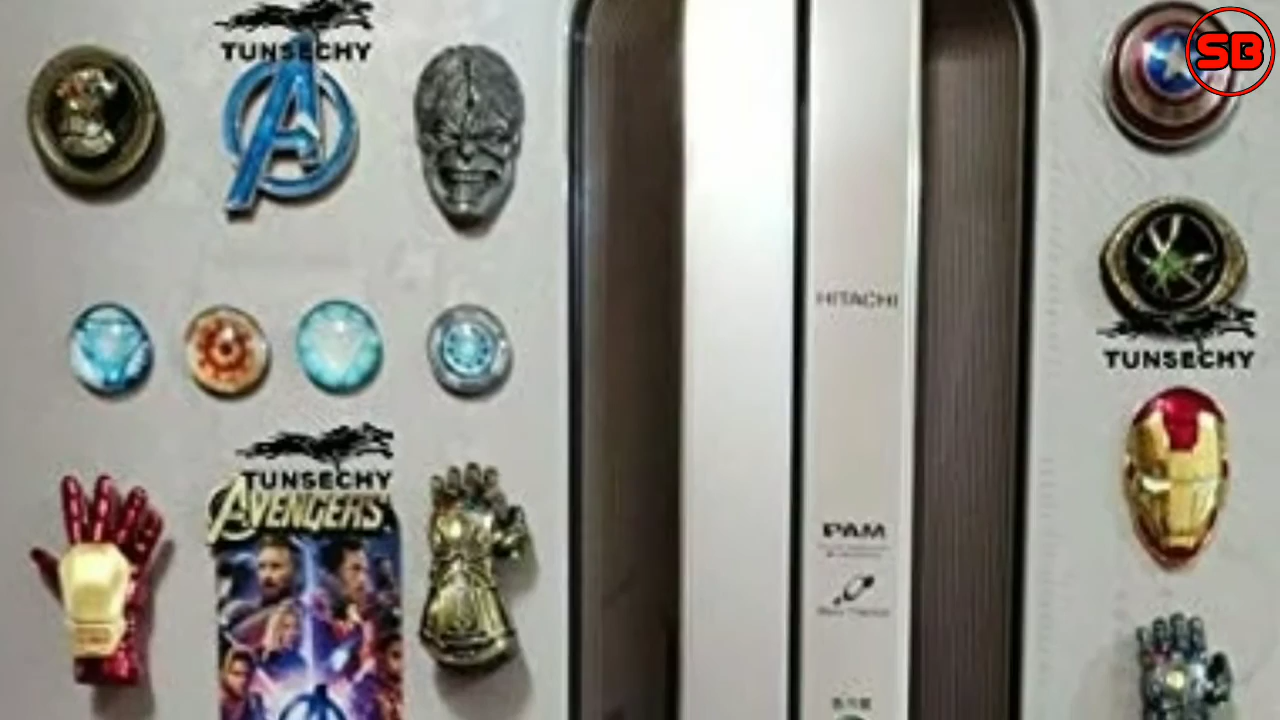 TUNSECHY
SB
HITACHI
TUNSECHY
TUNSECHY
AVENGERS
PAM